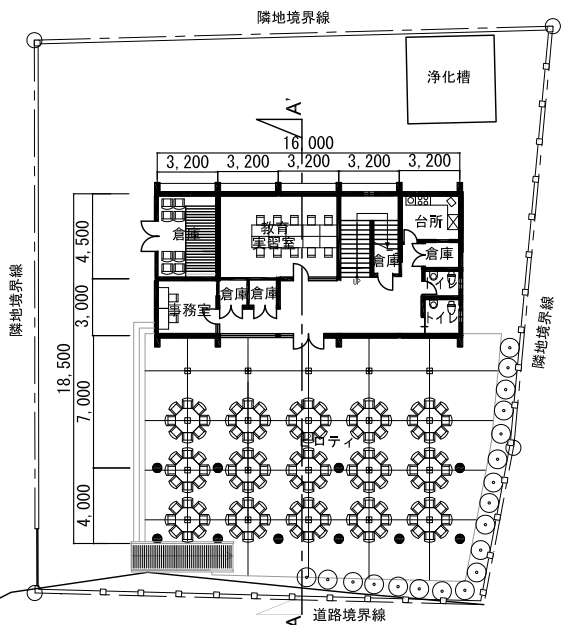 隣地境界線
浄化槽
A'
16,000
3,200
3,200
3,200
3,200
3,200
倉庫
教育
実習室
台所
倉庫
倉庫
トイレ
トイレ
UP
事務室
倉庫
倉庫
4,500
3,000
18,500
7,000
4,000
隣地境界線
隣地境界線
ロティ
道路境界線
A